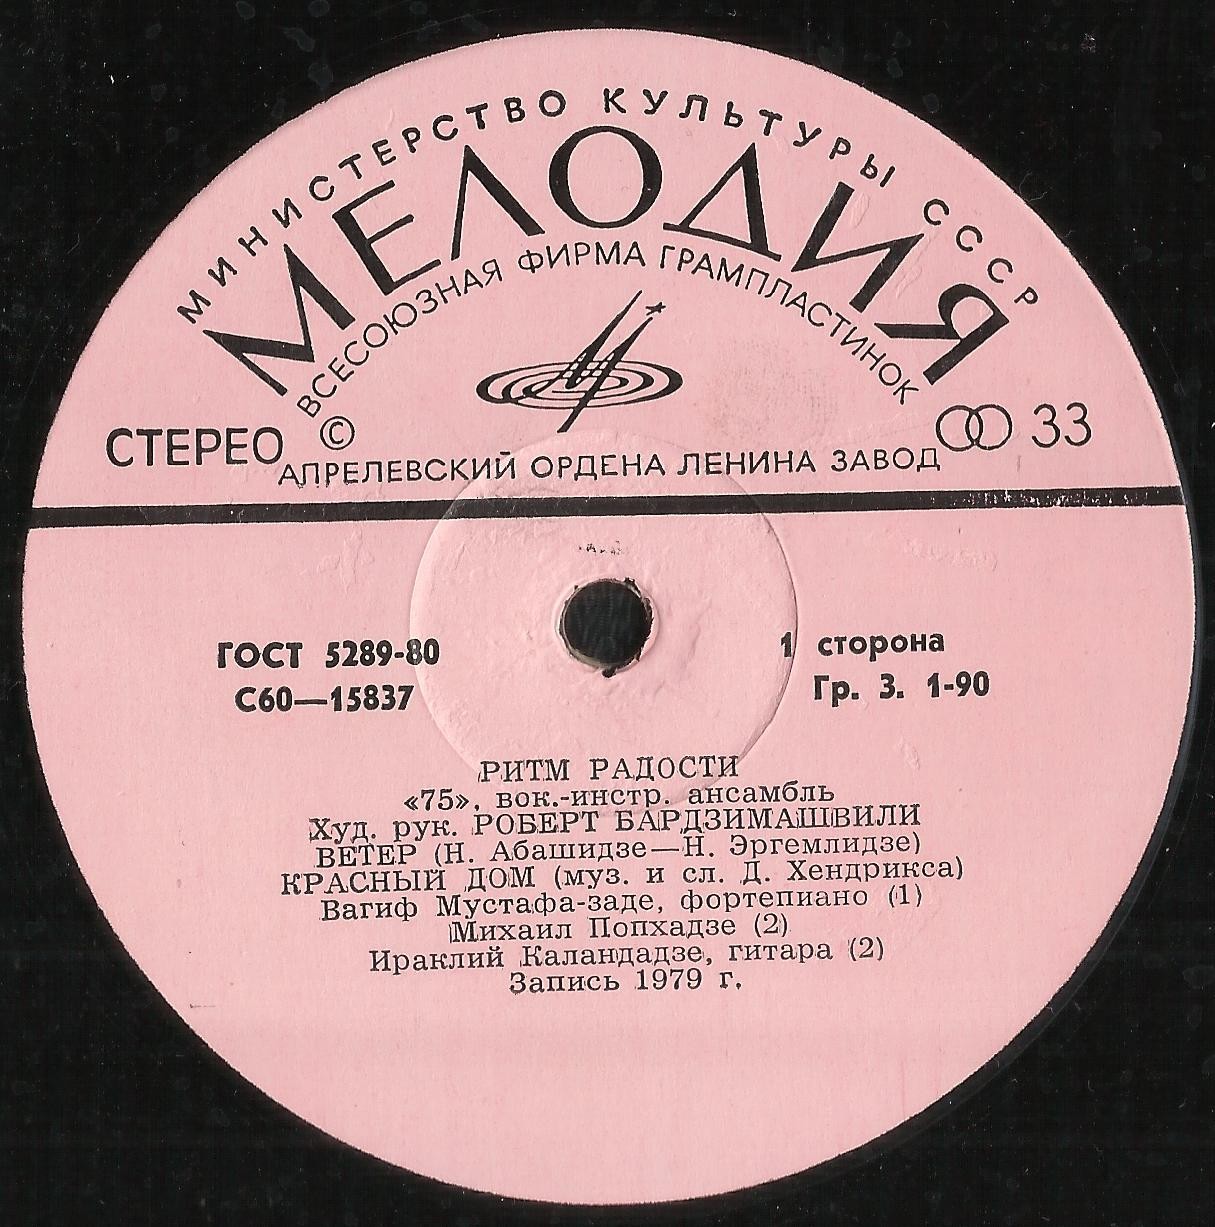 МИНИСТЕРСТВО КУЛЬТУРЫ СССР
МЕЛОДИЯ
ВСЕСОЮЗНАЯ ФИРМА ГРАМПЛАСТИНОК
СТЕРЕО © 33
АПРЕЛЕВСКИЙ ОРДЕНА ЛЕНИНА ЗАВОД
ГОСТ 5289-80 1 сторона
С60—15837 Гр. 3. 1-90
РИТМ РАДОСТИ
«75», вок.-инстр. ансамбль
Худ. рук. РОБЕРТ БАРДЗИМАШВИЛИ
ВЕТЕР (Н. Абашидзе—Н. Эргемлидзе)
КРАСНЫЙ ДОМ (муз. и сл. Д. Хендрикса)
Вагиф Мустафа-заде, фортепиано (1)
Михаил Попхадзе (2)
Ираклий Каландадзе, гитара (2)
Запись 1979 г.